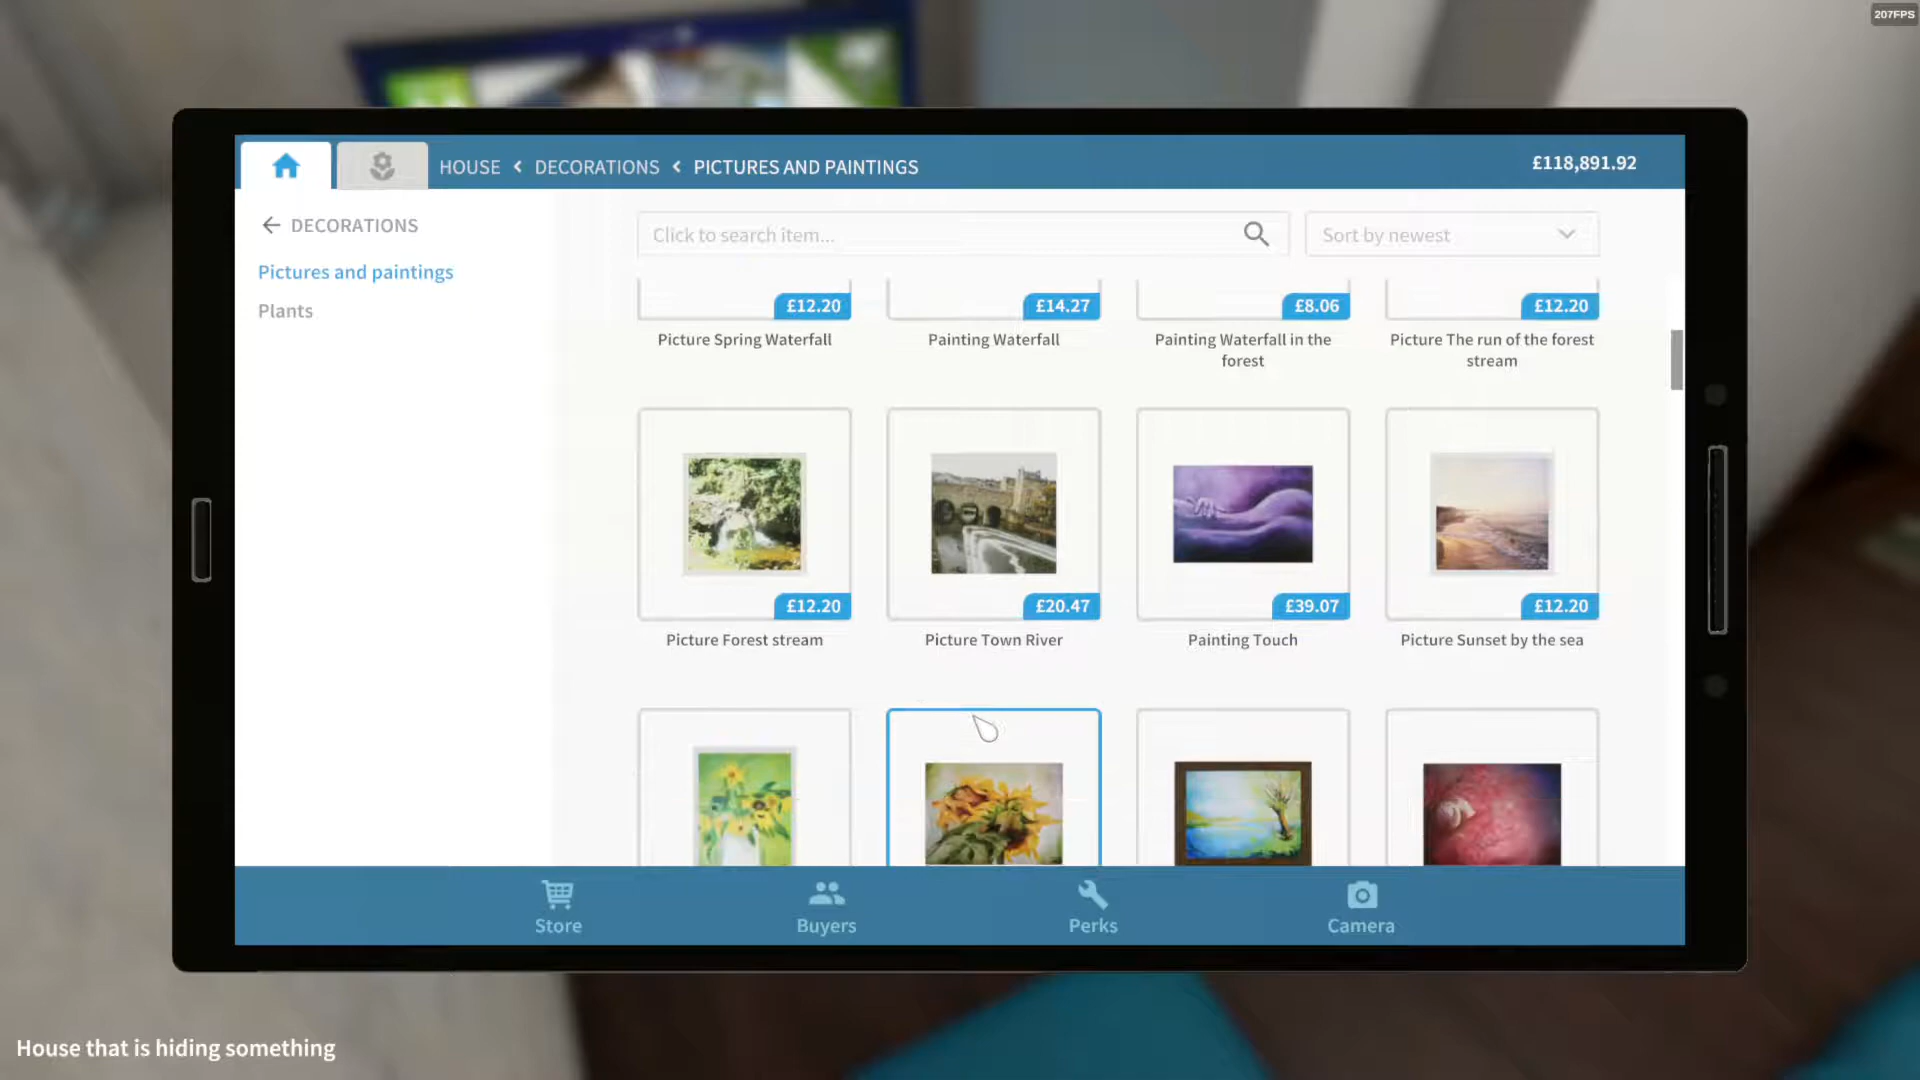 207FPS
HOUSE < DECORATIONS < PICTURES AND PAINTINGS
£118,891.92
DECORATIONS
Click to search item...
Sort by newest
Pictures and paintings
Plants
£12.20
£14.27
£8.06
£12.20
Picture Spring Waterfall
Painting Waterfall
Painting Waterfall in the
forest
Picture The run of the forest
stream
£12.20
£20.47
£39.07
£12.20
Picture Forest stream
Picture Town River
Painting Touch
Picture Sunset by the sea
Store
Buyers
Perks
Camera
House that is hiding something